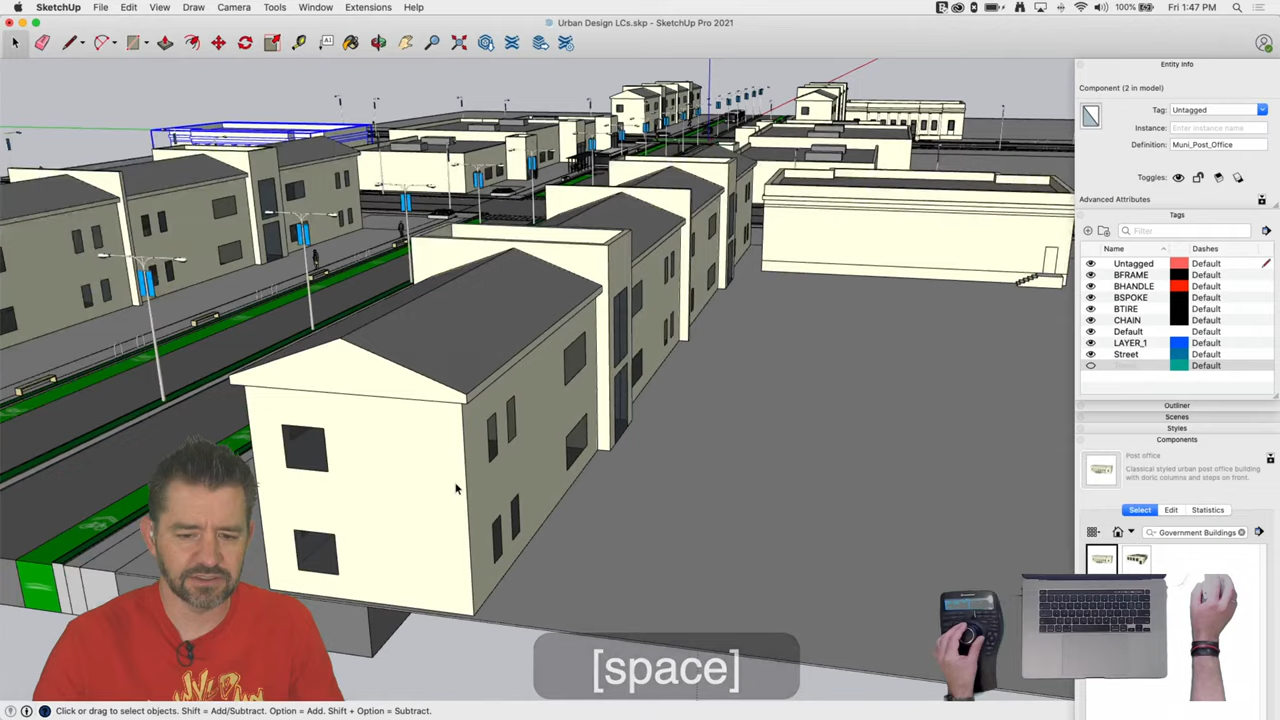 SketchUp File Edit View Draw Camera Tools Window Extensions Help 100% Fri 1:47 PM
Urban Design LCs.skp - SketchUp Pro 2021
Entity Info
Component (2 in model)
Tag: Untagged
Instance: Enter instance name
Definition: Muni_Post_Office
Toggles:
Advanced Attributes
Tags
Filter
Name Dashes
Untagged Default
BFRAME Default
BHANDLE Default
BSPOKE Default
BTIRE Default
CHAIN Default
Default Default
LAYER_1 Default
Street Default
Default
Outliner
Scenes
Styles
Components
Post office
Classical styled urban post office building
with doric columns and steps on front.
Select Edit Statistics
Government Buildings
[space]
Click or drag to select objects. Shift = Add/Subtract. Option = Add. Shift + Option = Subtract.